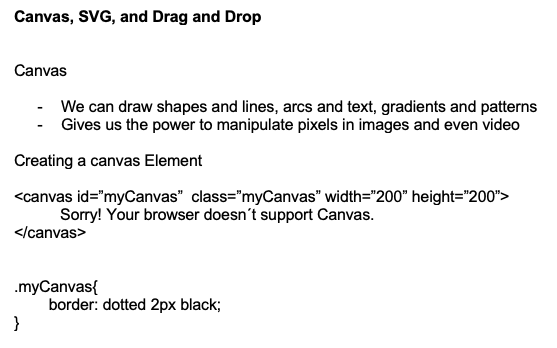 Canvas, SVG, and Drag and Drop
Canvas
- We can draw shapes and lines, arcs and text, gradients and patterns
- Gives us the power to manipulate pixels in images and even video
Creating a canvas Element
<canvas id=”myCanvas” class=”myCanvas” width=”200” height=”200”>
Sorry! Your browser doesn´t support Canvas.
</canvas>
.myCanvas{
border: dotted 2px black;
}